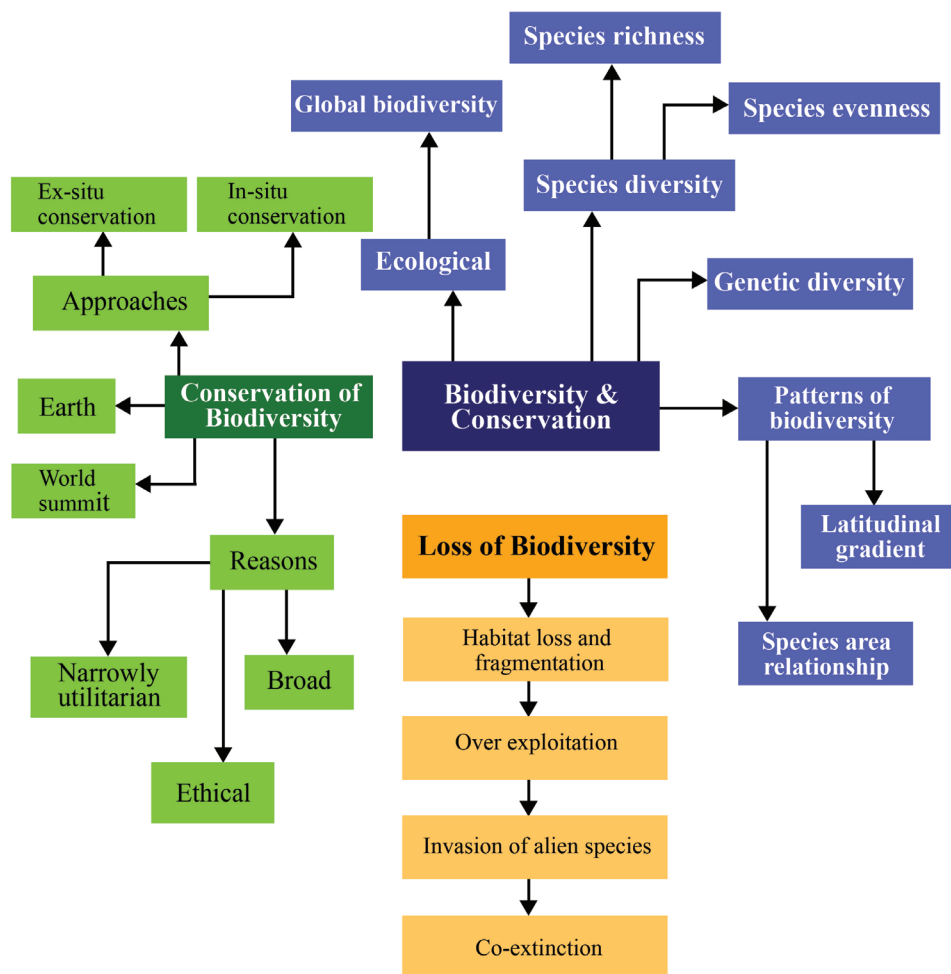 Species richness
Global biodiversity
Species evenness
Species diversity
Ex-situ
conservation
In-situ
conservation
Ecological
Genetic diversity
Approaches
Conservation of
Biodiversity
Biodiversity &
Conservation
Patterns of
biodiversity
Earth
World
summit
Latitudinal
gradient
Loss of Biodiversity
Reasons
Habitat loss and
fragmentation
Species area
relationship
Narrowly
utilitarian
Broad
Over exploitation
Ethical
Invasion of alien species
Co-extinction